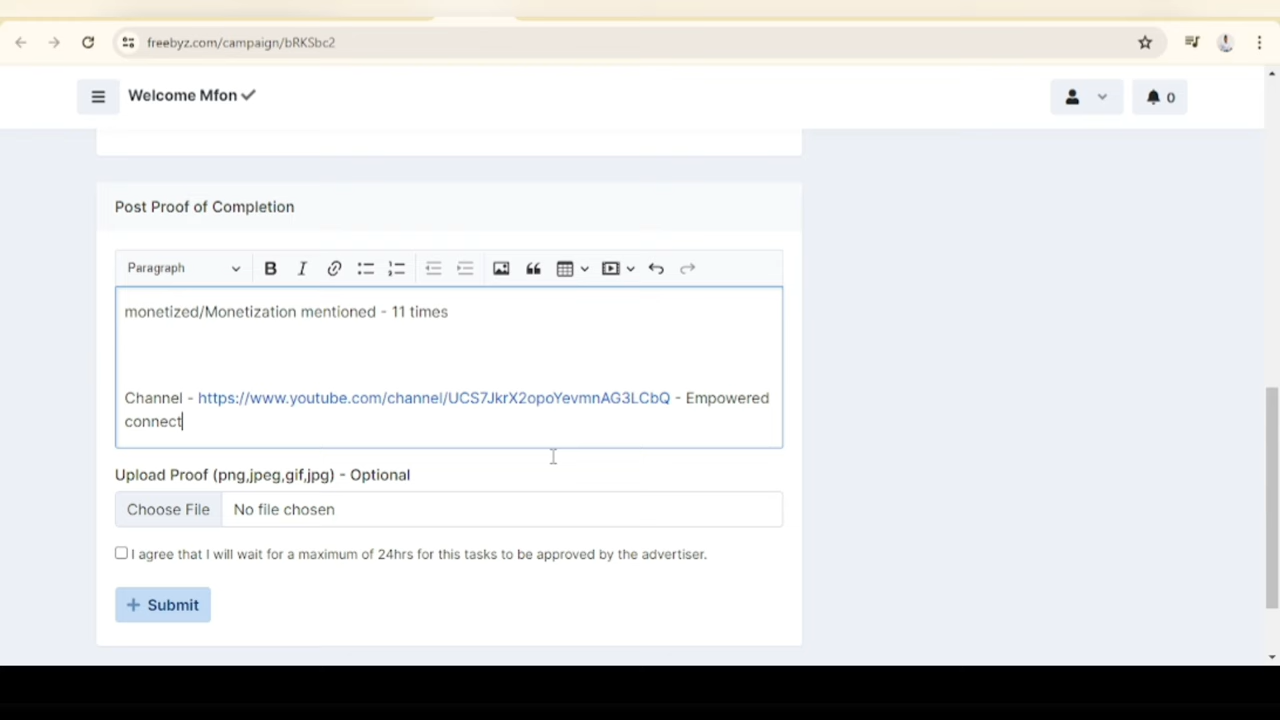 freebyz.com/campaign/bRKSbc2
Welcome Mfon
0
Post Proof of Completion
Paragraph
B I
monetized/Monetization mentioned - 11 times
Channel - https://www.youtube.com/channel/UCS7JkrX2opoYevmnAG3LCbQ - Empowered
connect
Upload Proof (png,jpeg,gif,jpg) - Optional
Choose File No file chosen
I agree that I will wait for a maximum of 24hrs for this tasks to be approved by the advertiser.
+ Submit